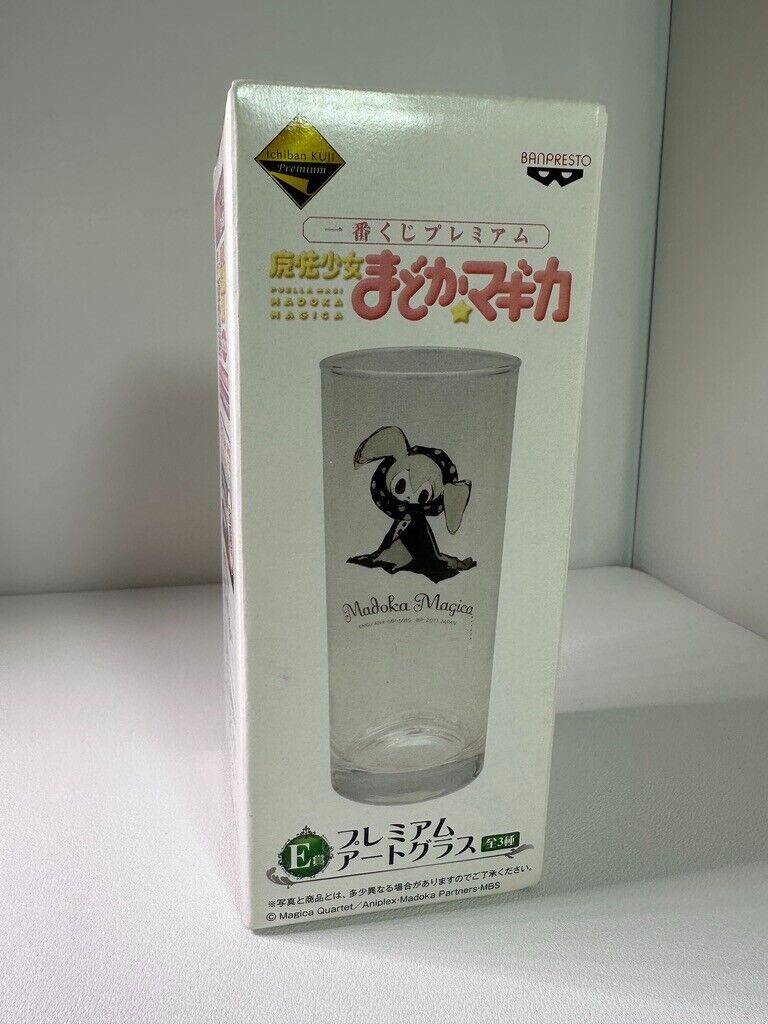 Ichiban KUJI
Premium
BANPRESTO
一番くじプレミアム
魔法少女
PUELLA MAGI
MADOKA
MAGICA
まどか☆マギカ
Madoka Magica
E賞
プレミアム
アートグラス
全3種
※写真と商品とは、多少異なる場合がありますのでご了承ください。
© Magica Quartet／Aniplex・Madoka Partners・MBS